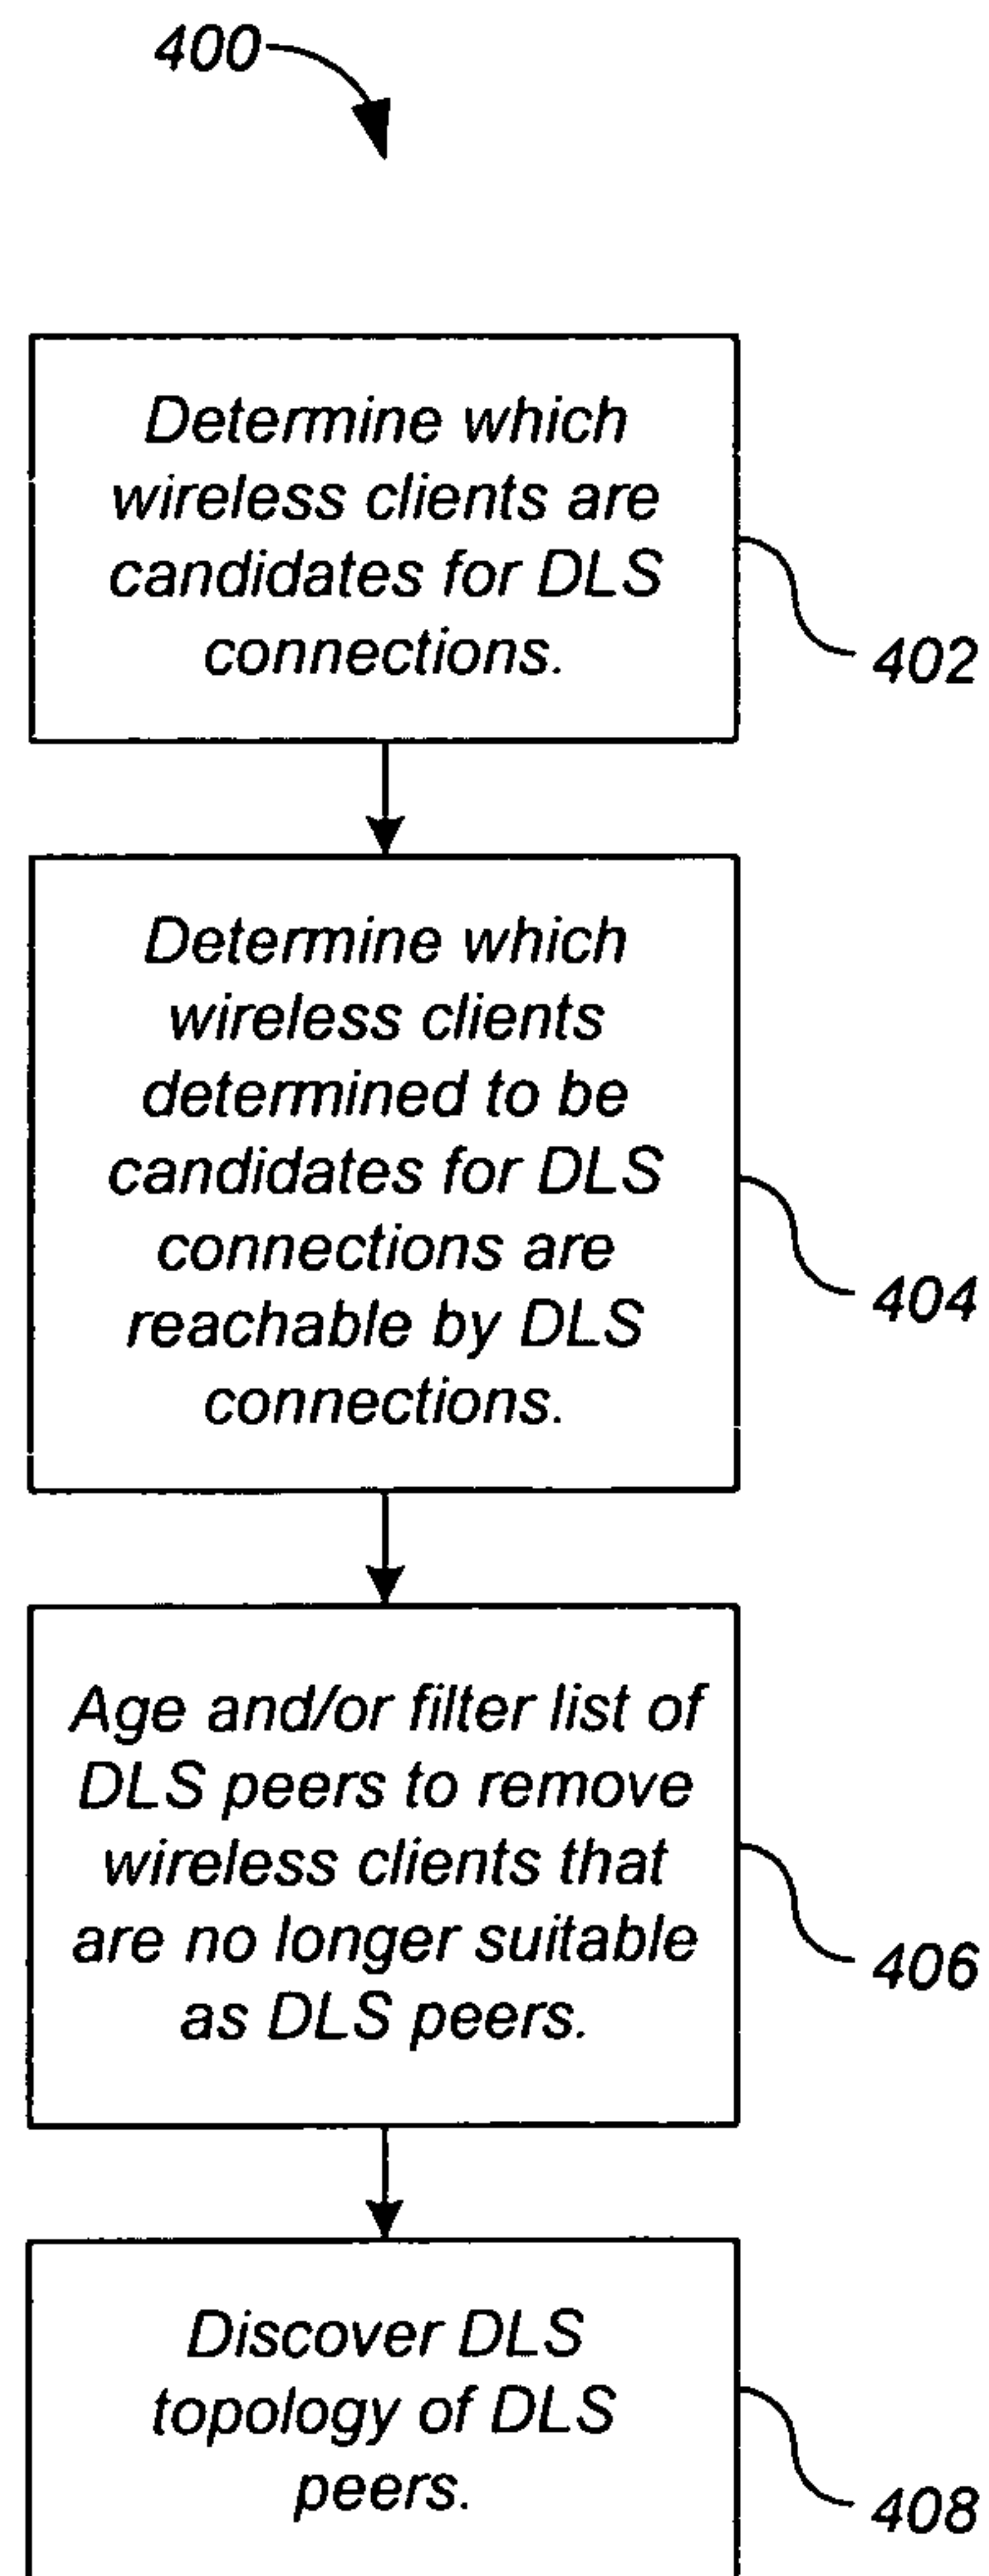 400
Determine which
wireless clients are
candidates for DLS
connections.
402
Determine which
wireless clients
determined to be
candidates for DLS
connections are
reachable by DLS
connections.
404
Age and/or filter list of
DLS peers to remove
wireless clients that
are no longer suitable
as DLS peers.
406
Discover DLS
topology of DLS
peers.
408